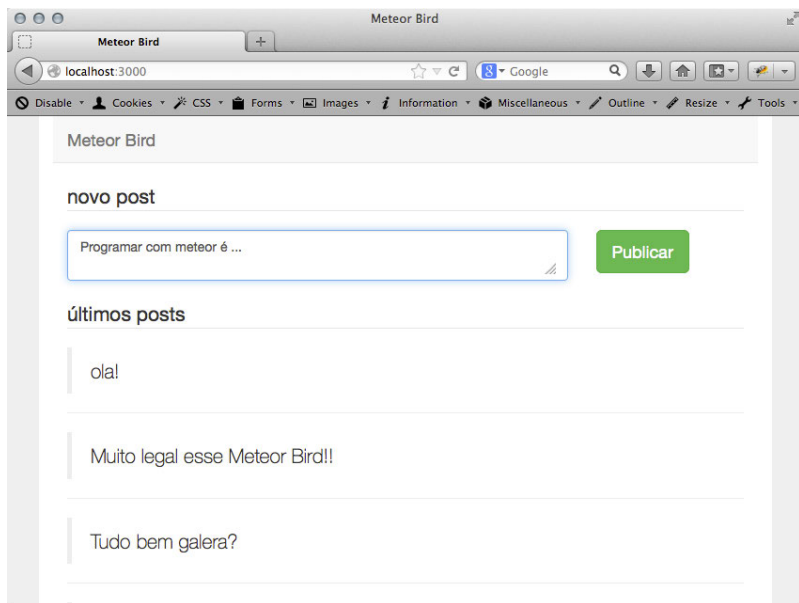 Meteor Bird
Meteor Bird
localhost:3000
Google
Disable Cookies CSS Forms Images Information Miscellaneous Outline Resize Tools
Meteor Bird
novo post
Programar com meteor é ...
Publicar
últimos posts
ola!
Muito legal esse Meteor Bird!!
Tudo bem galera?